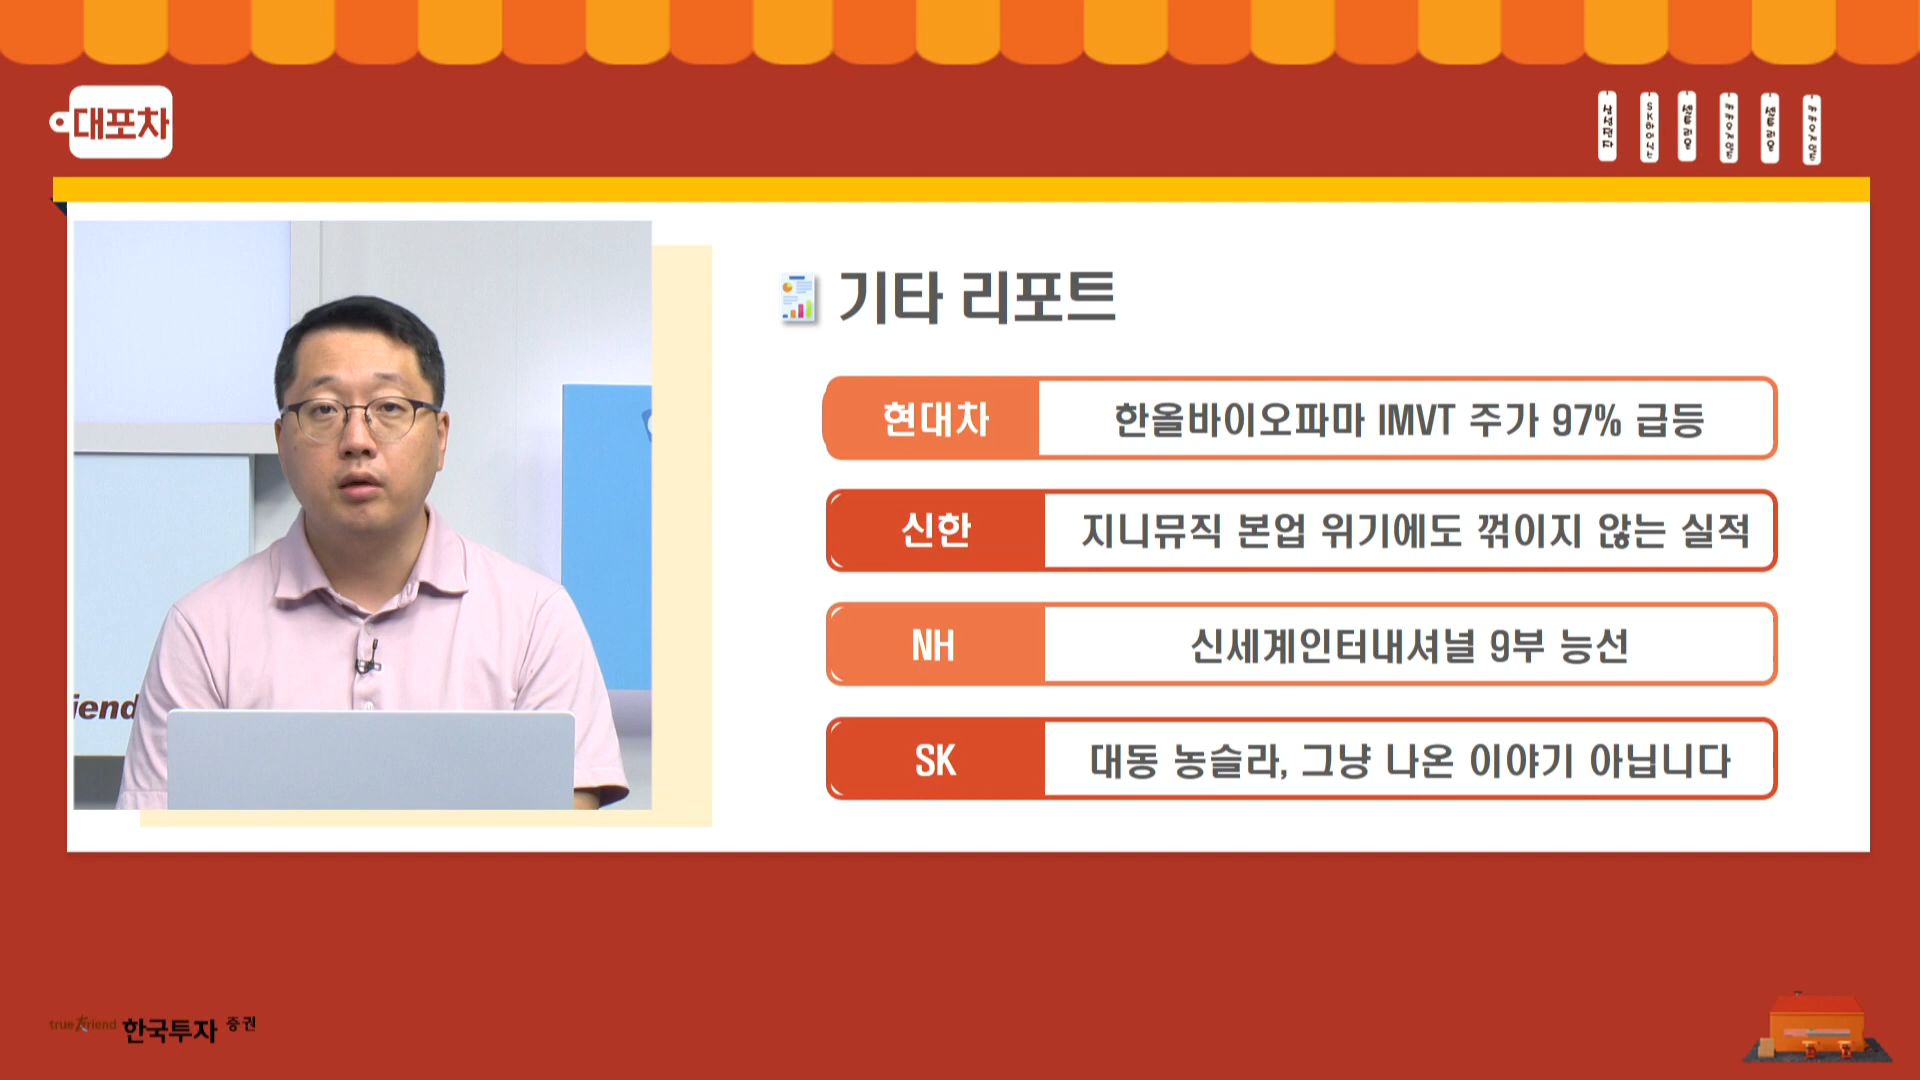 대포차
기타 리포트
현대차 한올바이오파마 IMVT 주가 97% 급등
신한 지니뮤직 본업 위기에도 꺾이지 않는 실적
NH 신세계인터내셔널 9부 능선
SK 대동 농슬라, 그냥 나온 이야기 아닙니다
iend
true friend 한국투자 증권